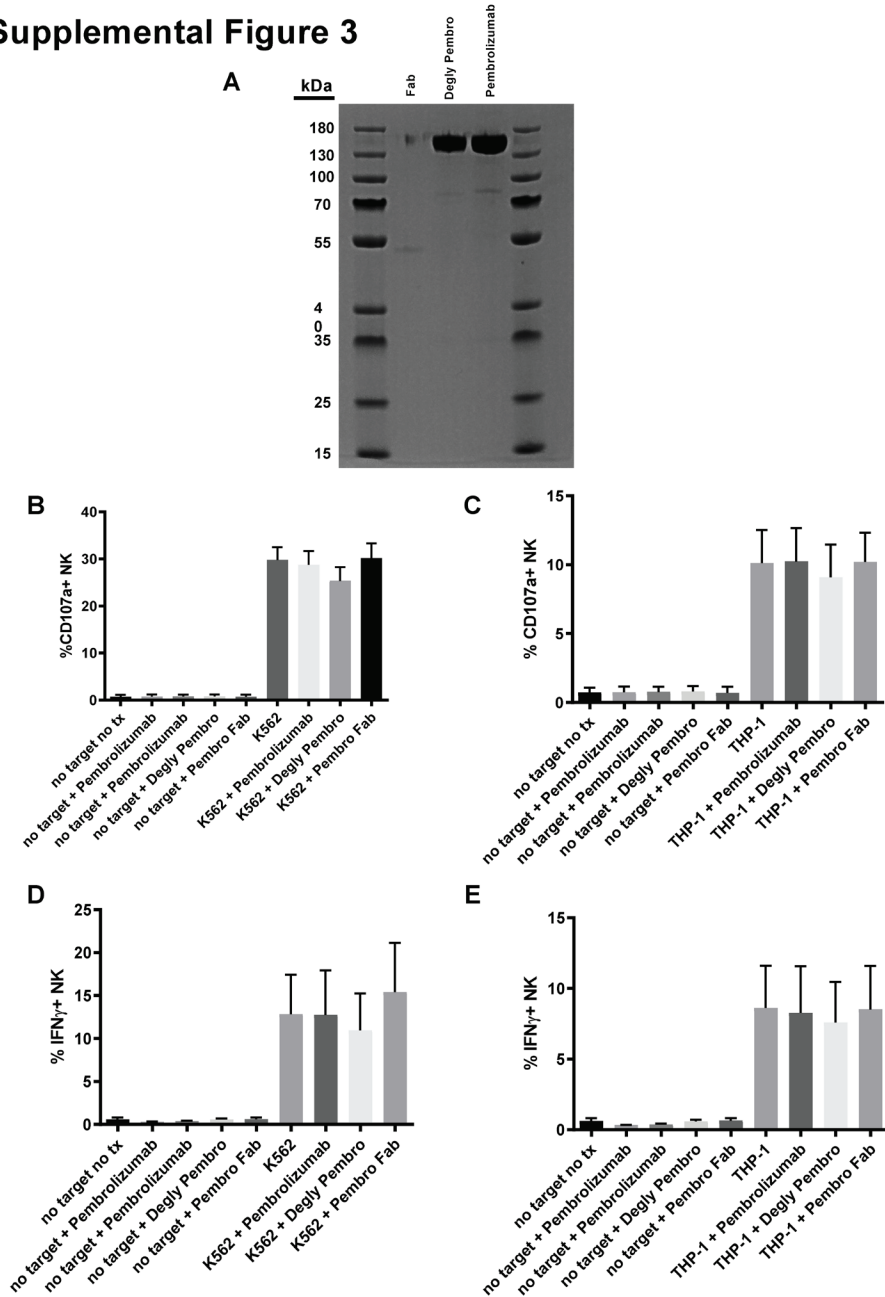 Supplemental Figure 3
A
kDa
Fab
Degly Pembro
Pembrolizumab
180
130
100
70
55
4
0
35
25
15
B
%CD107a+ NK
40
30
20
10
0
no target no tx
no target + Pembrolizumab
no target + Pembrolizumab
no target + Degly Pembro
no target + Pembro Fab
K562
K562 + Pembrolizumab
K562 + Degly Pembro
K562 + Pembro Fab
C
% CD107a+ NK
15
10
5
0
no target no tx
no target + Pembrolizumab
no target + Pembrolizumab
no target + Degly Pembro
no target + Pembro Fab
THP-1
THP-1 + Pembrolizumab
THP-1 + Degly Pembro
THP-1 + Pembro Fab
D
% IFNγ+ NK
25
20
15
10
5
0
no target no tx
no target + Pembrolizumab
no target + Pembrolizumab
no target + Degly Pembro
no target + Pembro Fab
K562
K562 + Pembrolizumab
K562 + Degly Pembro
K562 + Pembro Fab
E
% IFNγ+ NK
15
10
5
0
no target no tx
no target + Pembrolizumab
no target + Pembrolizumab
no target + Degly Pembro
no target + Pembro Fab
THP-1
THP-1 + Pembrolizumab
THP-1 + Degly Pembro
THP-1 + Pembro Fab